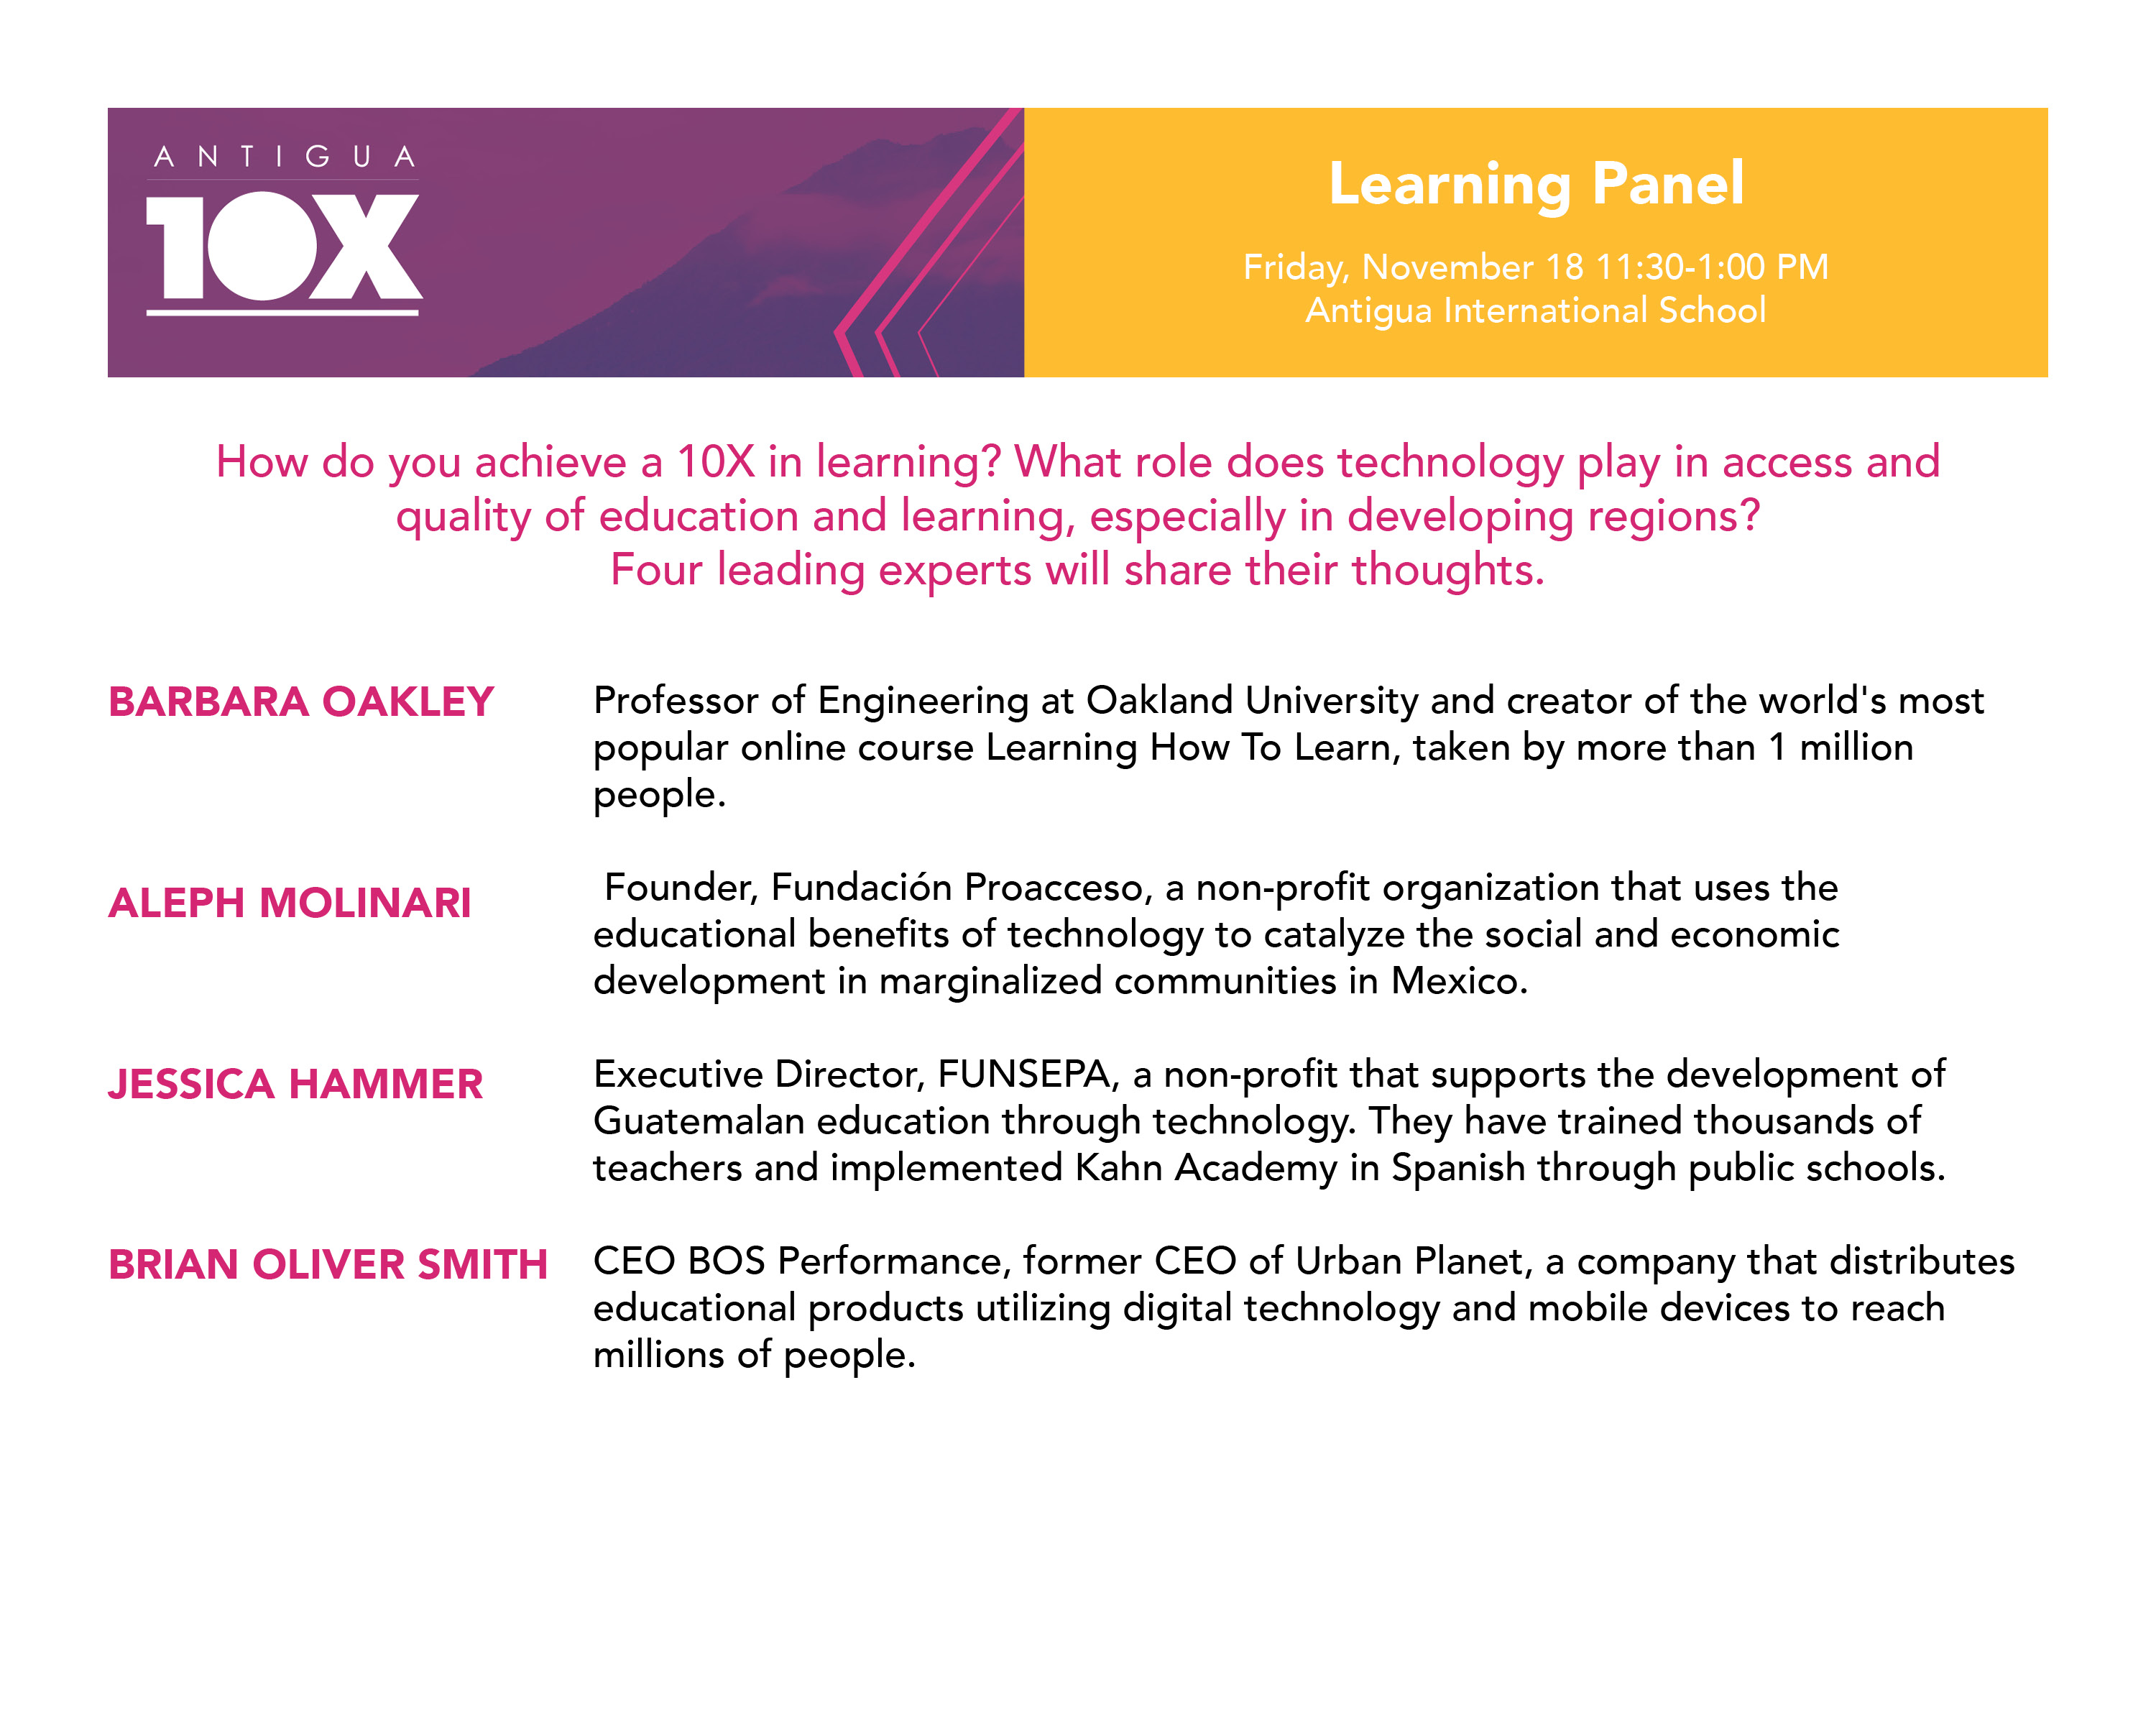 ANTIGUA
10X
Learning Panel
Friday, November 18 11:30-1:00 PM
Antigua International School
How do you achieve a 10X in learning? What role does technology play in access and
quality of education and learning, especially in developing regions?
Four leading experts will share their thoughts.
BARBARA OAKLEY
Professor of Engineering at Oakland University and creator of the world's most
popular online course Learning How To Learn, taken by more than 1 million
people.
ALEPH MOLINARI
Founder, Fundación Proacceso, a non-profit organization that uses the
educational benefits of technology to catalyze the social and economic
development in marginalized communities in Mexico.
JESSICA HAMMER
Executive Director, FUNSEPA, a non-profit that supports the development of
Guatemalan education through technology. They have trained thousands of
teachers and implemented Kahn Academy in Spanish through public schools.
BRIAN OLIVER SMITH
CEO BOS Performance, former CEO of Urban Planet, a company that distributes
educational products utilizing digital technology and mobile devices to reach
millions of people.